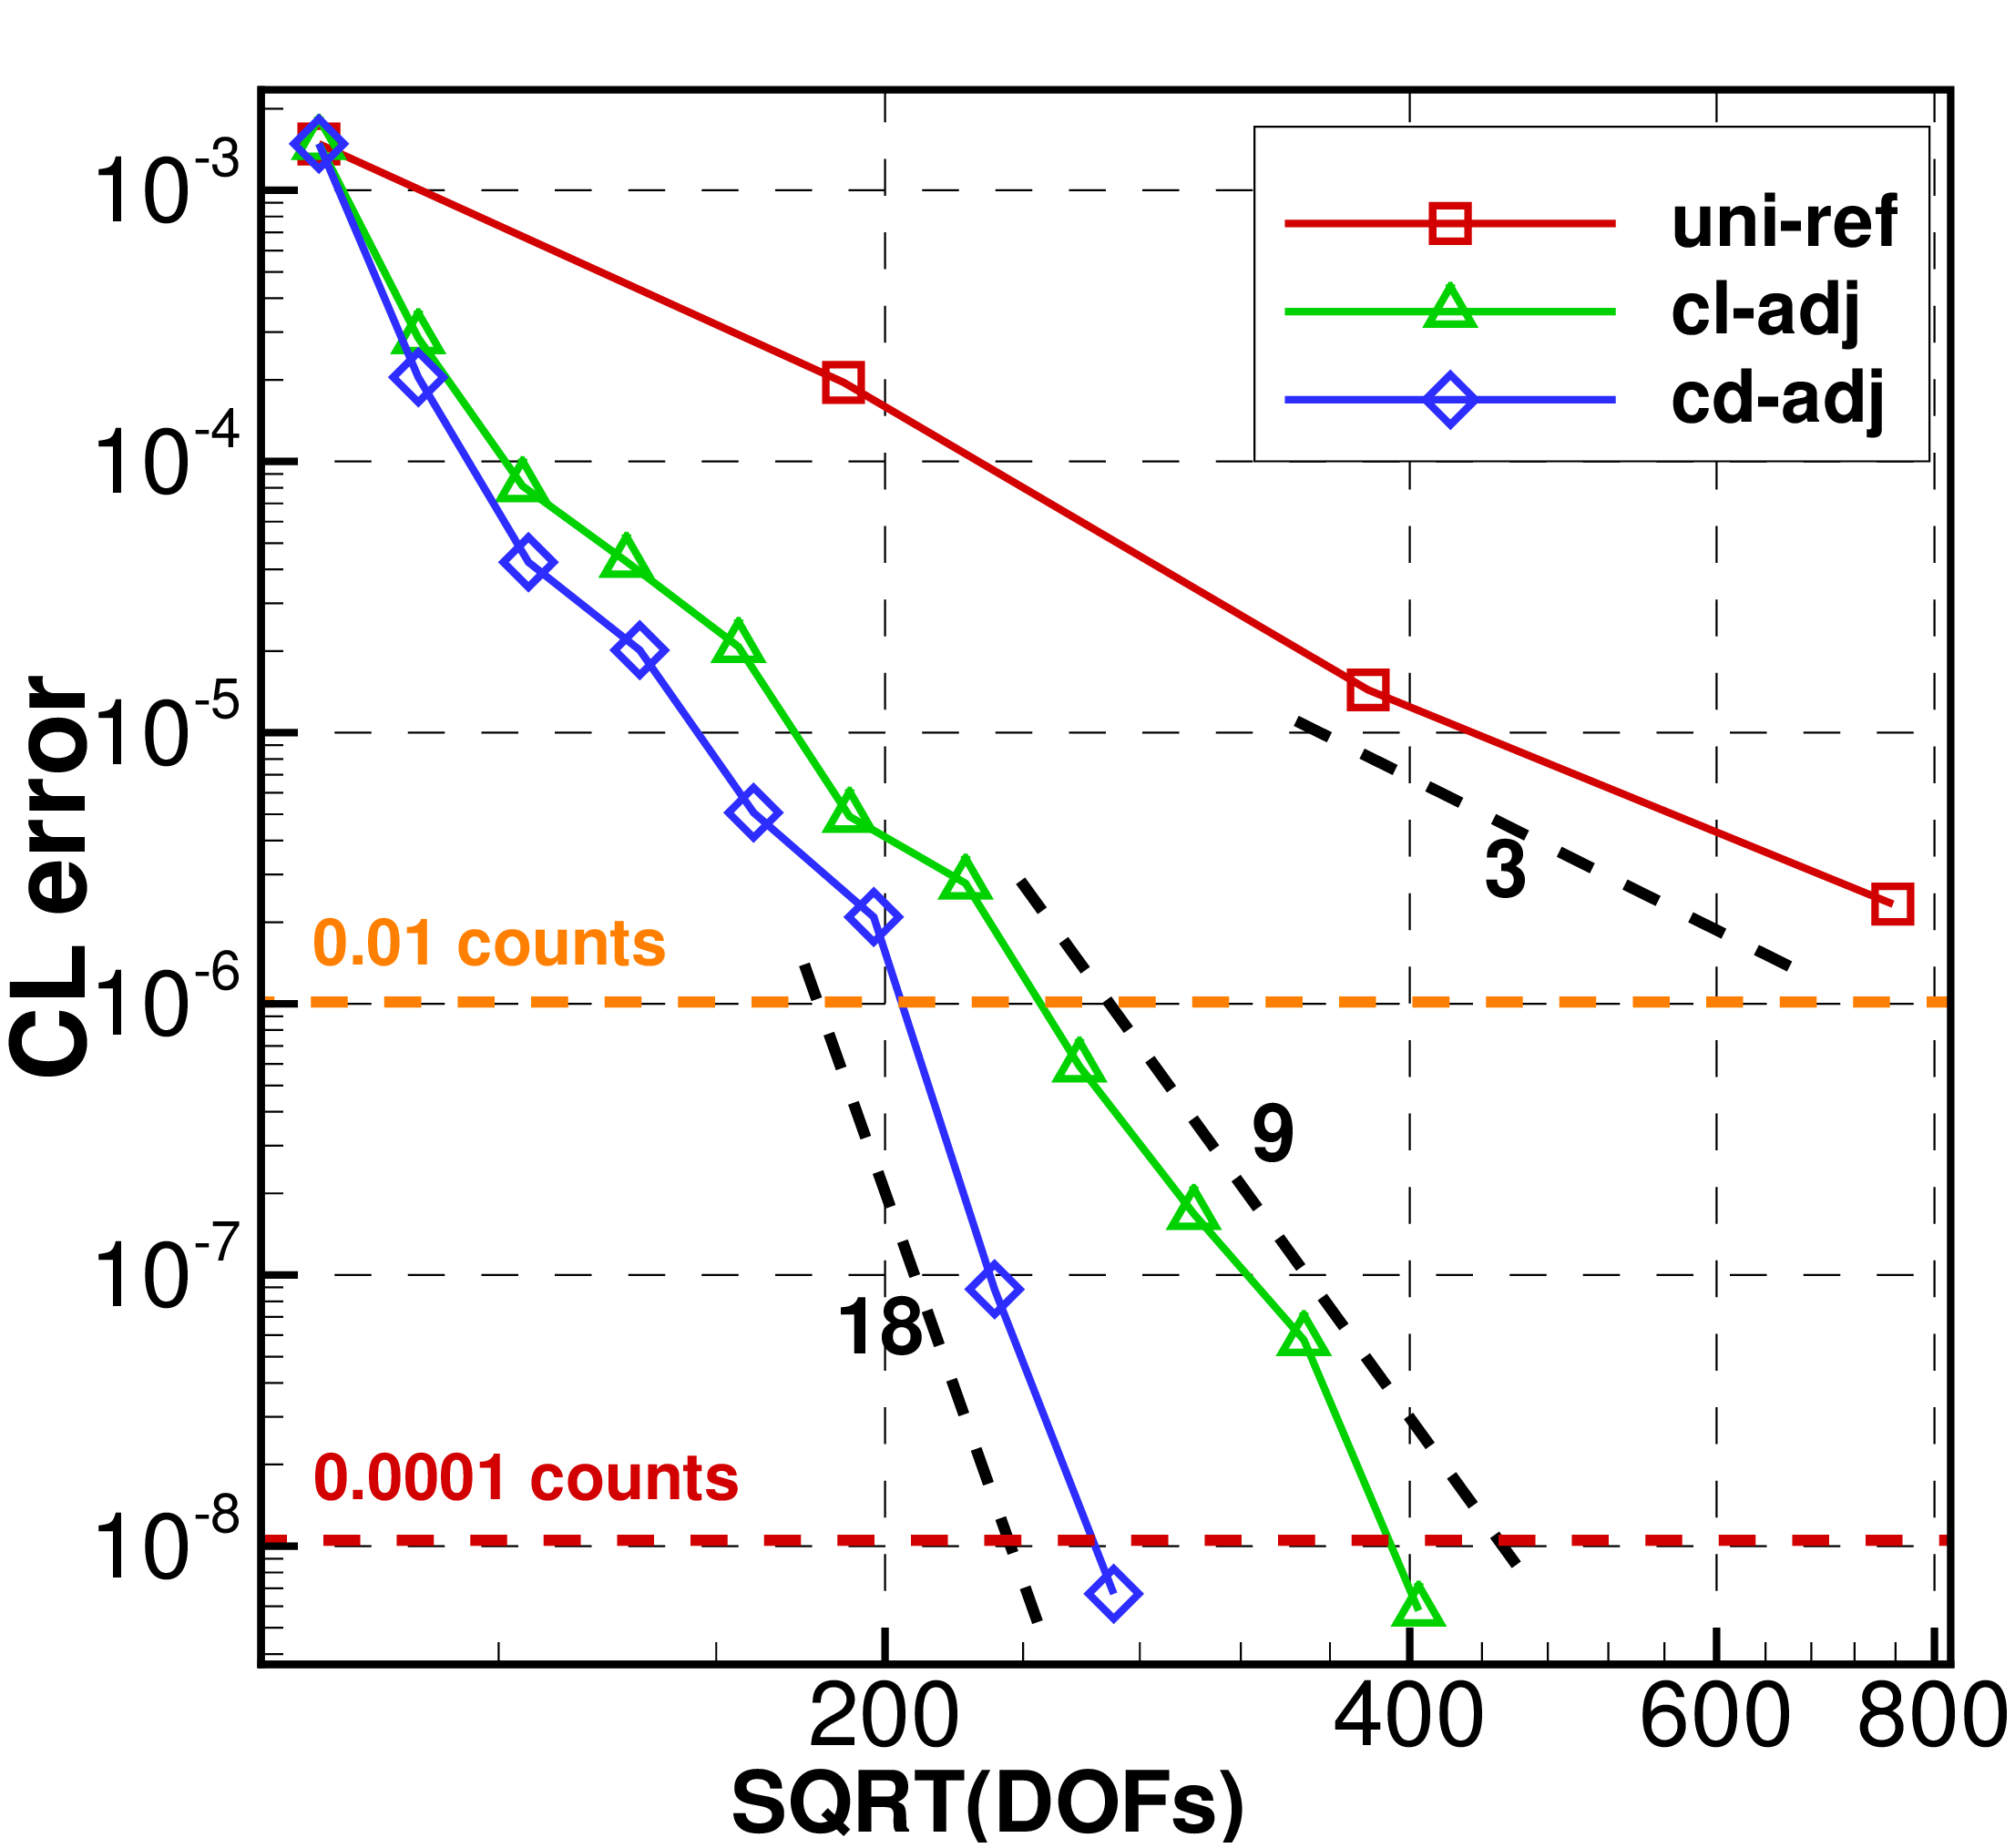 uni-ref
cl-adj
cd-adj
CL error
10-3
10-4
10-5
10-6
10-7
10-8
0.01 counts
0.0001 counts
3
9
18
200 400 600 800
SQRT(DOFs)